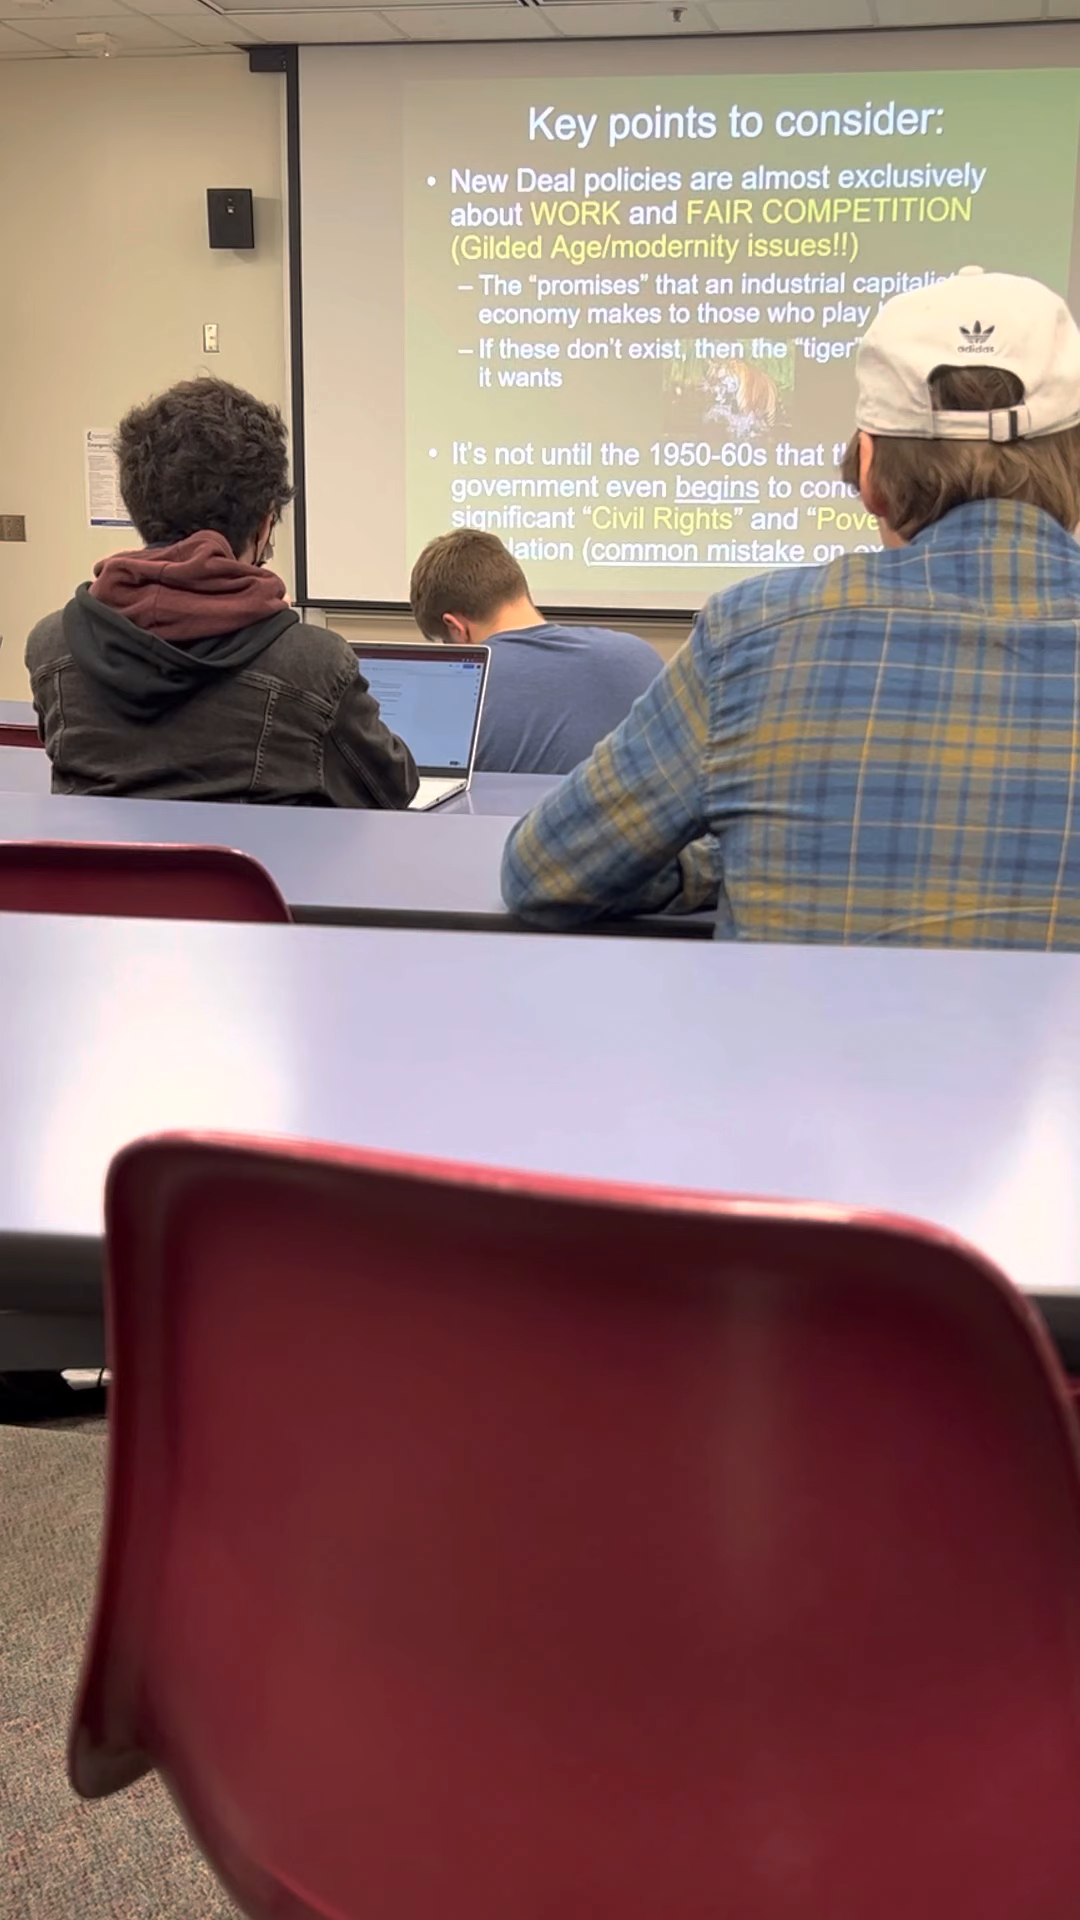 Key points to consider:
• New Deal policies are almost exclusively
about WORK and FAIR COMPETITION
(Gilded Age/modernity issues!!)
– The “promises” that an industrial
economy makes to those who play
– If these don’t exist, then the “tiger”
it wants
• It's not until the 1950-60s that
government even begins to
significant “Civil Rights” and
(common mistake on
adidas